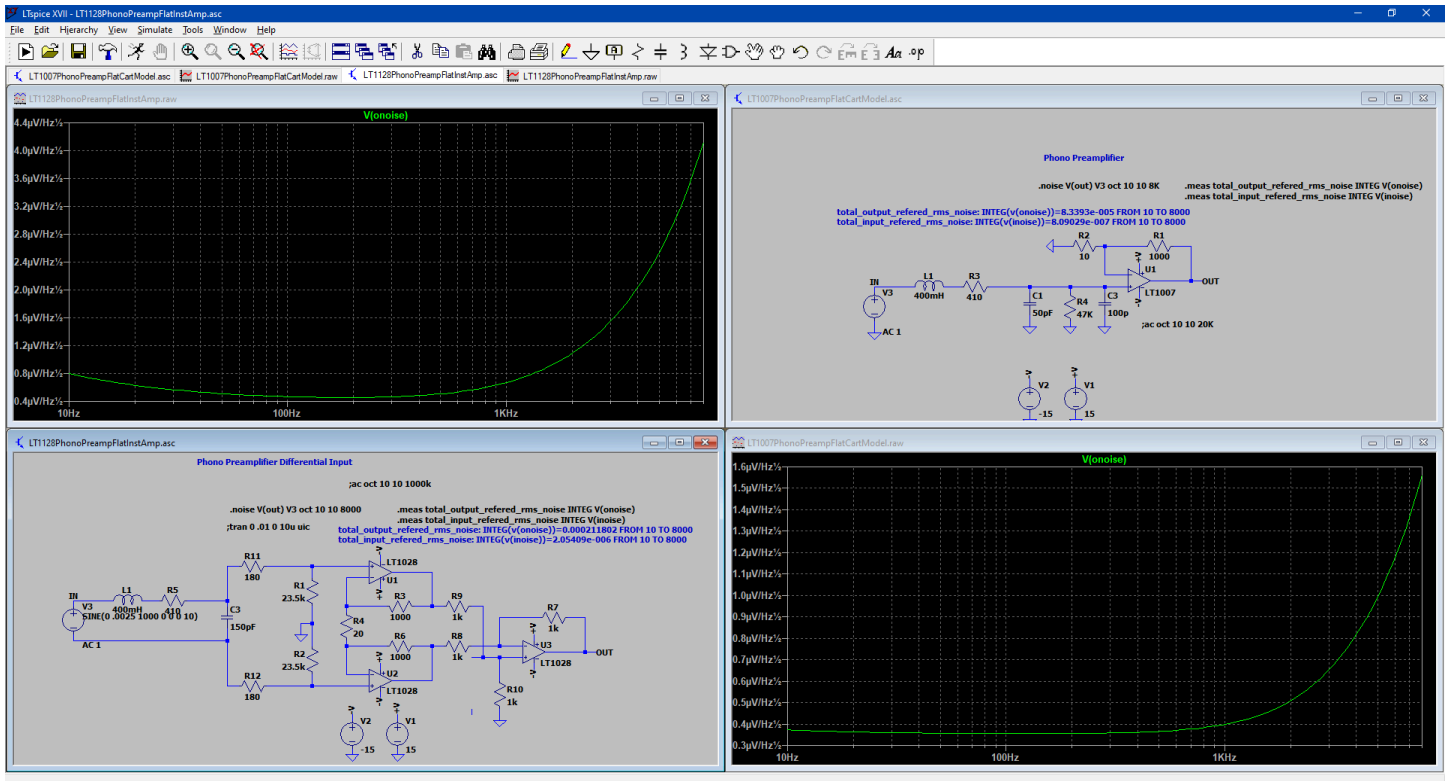 LTspice XVII - LT1128PhonoPreampFlatInstAmp.asc
File Edit Hierarchy View Simulate Tools Window Help
LT1007PhonoPreampFlatCartModel.asc LT1007PhonoPreampFlatCartModel.raw LT1128PhonoPreampFlatInstAmp.asc LT1128PhonoPreampFlatInstAmp.raw
LT1128PhonoPreampFlatInstAmp.raw
V(onoise)
4.4µV/Hz½
4.0µV/Hz½
3.6µV/Hz½
3.2µV/Hz½
2.8µV/Hz½
2.4µV/Hz½
2.0µV/Hz½
1.6µV/Hz½
1.2µV/Hz½
0.8µV/Hz½
0.4µV/Hz½
10Hz 100Hz 1KHz
LT1007PhonoPreampFlatCartModel.asc
Phono Preamplifier
.noise V(out) V3 oct 10 10 8K .meas total_output_refered_rms_noise INTEG V(onoise)
.meas total_input_refered_rms_noise INTEG V(inoise)
total_output_refered_rms_noise: INTEG(v(onoise))=8.3393e-005 FROM 10 TO 8000
total_input_refered_rms_noise: INTEG(v(inoise))=8.09029e-007 FROM 10 TO 8000
R2 R1
10 1000
+V
U1
IN L1 R3 OUT
V3 400mH 410 C1 C3 LT1007
50pF R4 100p -V
47K
AC 1 ;ac oct 10 10 20K
-V +V
V2 V1
-15 15
LT1128PhonoPreampFlatInstAmp.asc
Phono Preamplifier Differential Input
;ac oct 10 10 1000k
.noise V(out) V3 oct 10 10 8000 .meas total_output_refered_rms_noise INTEG V(onoise)
.meas total_input_refered_rms_noise INTEG V(inoise)
;tran 0 .01 0 10u uic total_output_refered_rms_noise: INTEG(v(onoise))=0.000211802 FROM 10 TO 8000
total_input_refered_rms_noise: INTEG(v(inoise))=2.05409e-006 FROM 10 TO 8000
-V
R11 LT1028
180 U1
R1 +V
IN L1 R5 23.5k R3 R9 R7
V3 400mH 410 C3 1000 1k 1k
SINE(0 .0025 1000 0 0 0 10) R4 +V
150pF 20
AC 1 R6 R8 U3
R2 1000 1k OUT
23.5k +V LT1028
U2 -V
R12 LT1028 R10
180 -V 1k
-V +V
V2 V1
-15 15
LT1007PhonoPreampFlatCartModel.raw
V(onoise)
1.6µV/Hz½
1.5µV/Hz½
1.4µV/Hz½
1.3µV/Hz½
1.2µV/Hz½
1.1µV/Hz½
1.0µV/Hz½
0.9µV/Hz½
0.8µV/Hz½
0.7µV/Hz½
0.6µV/Hz½
0.5µV/Hz½
0.4µV/Hz½
0.3µV/Hz½
10Hz 100Hz 1KHz